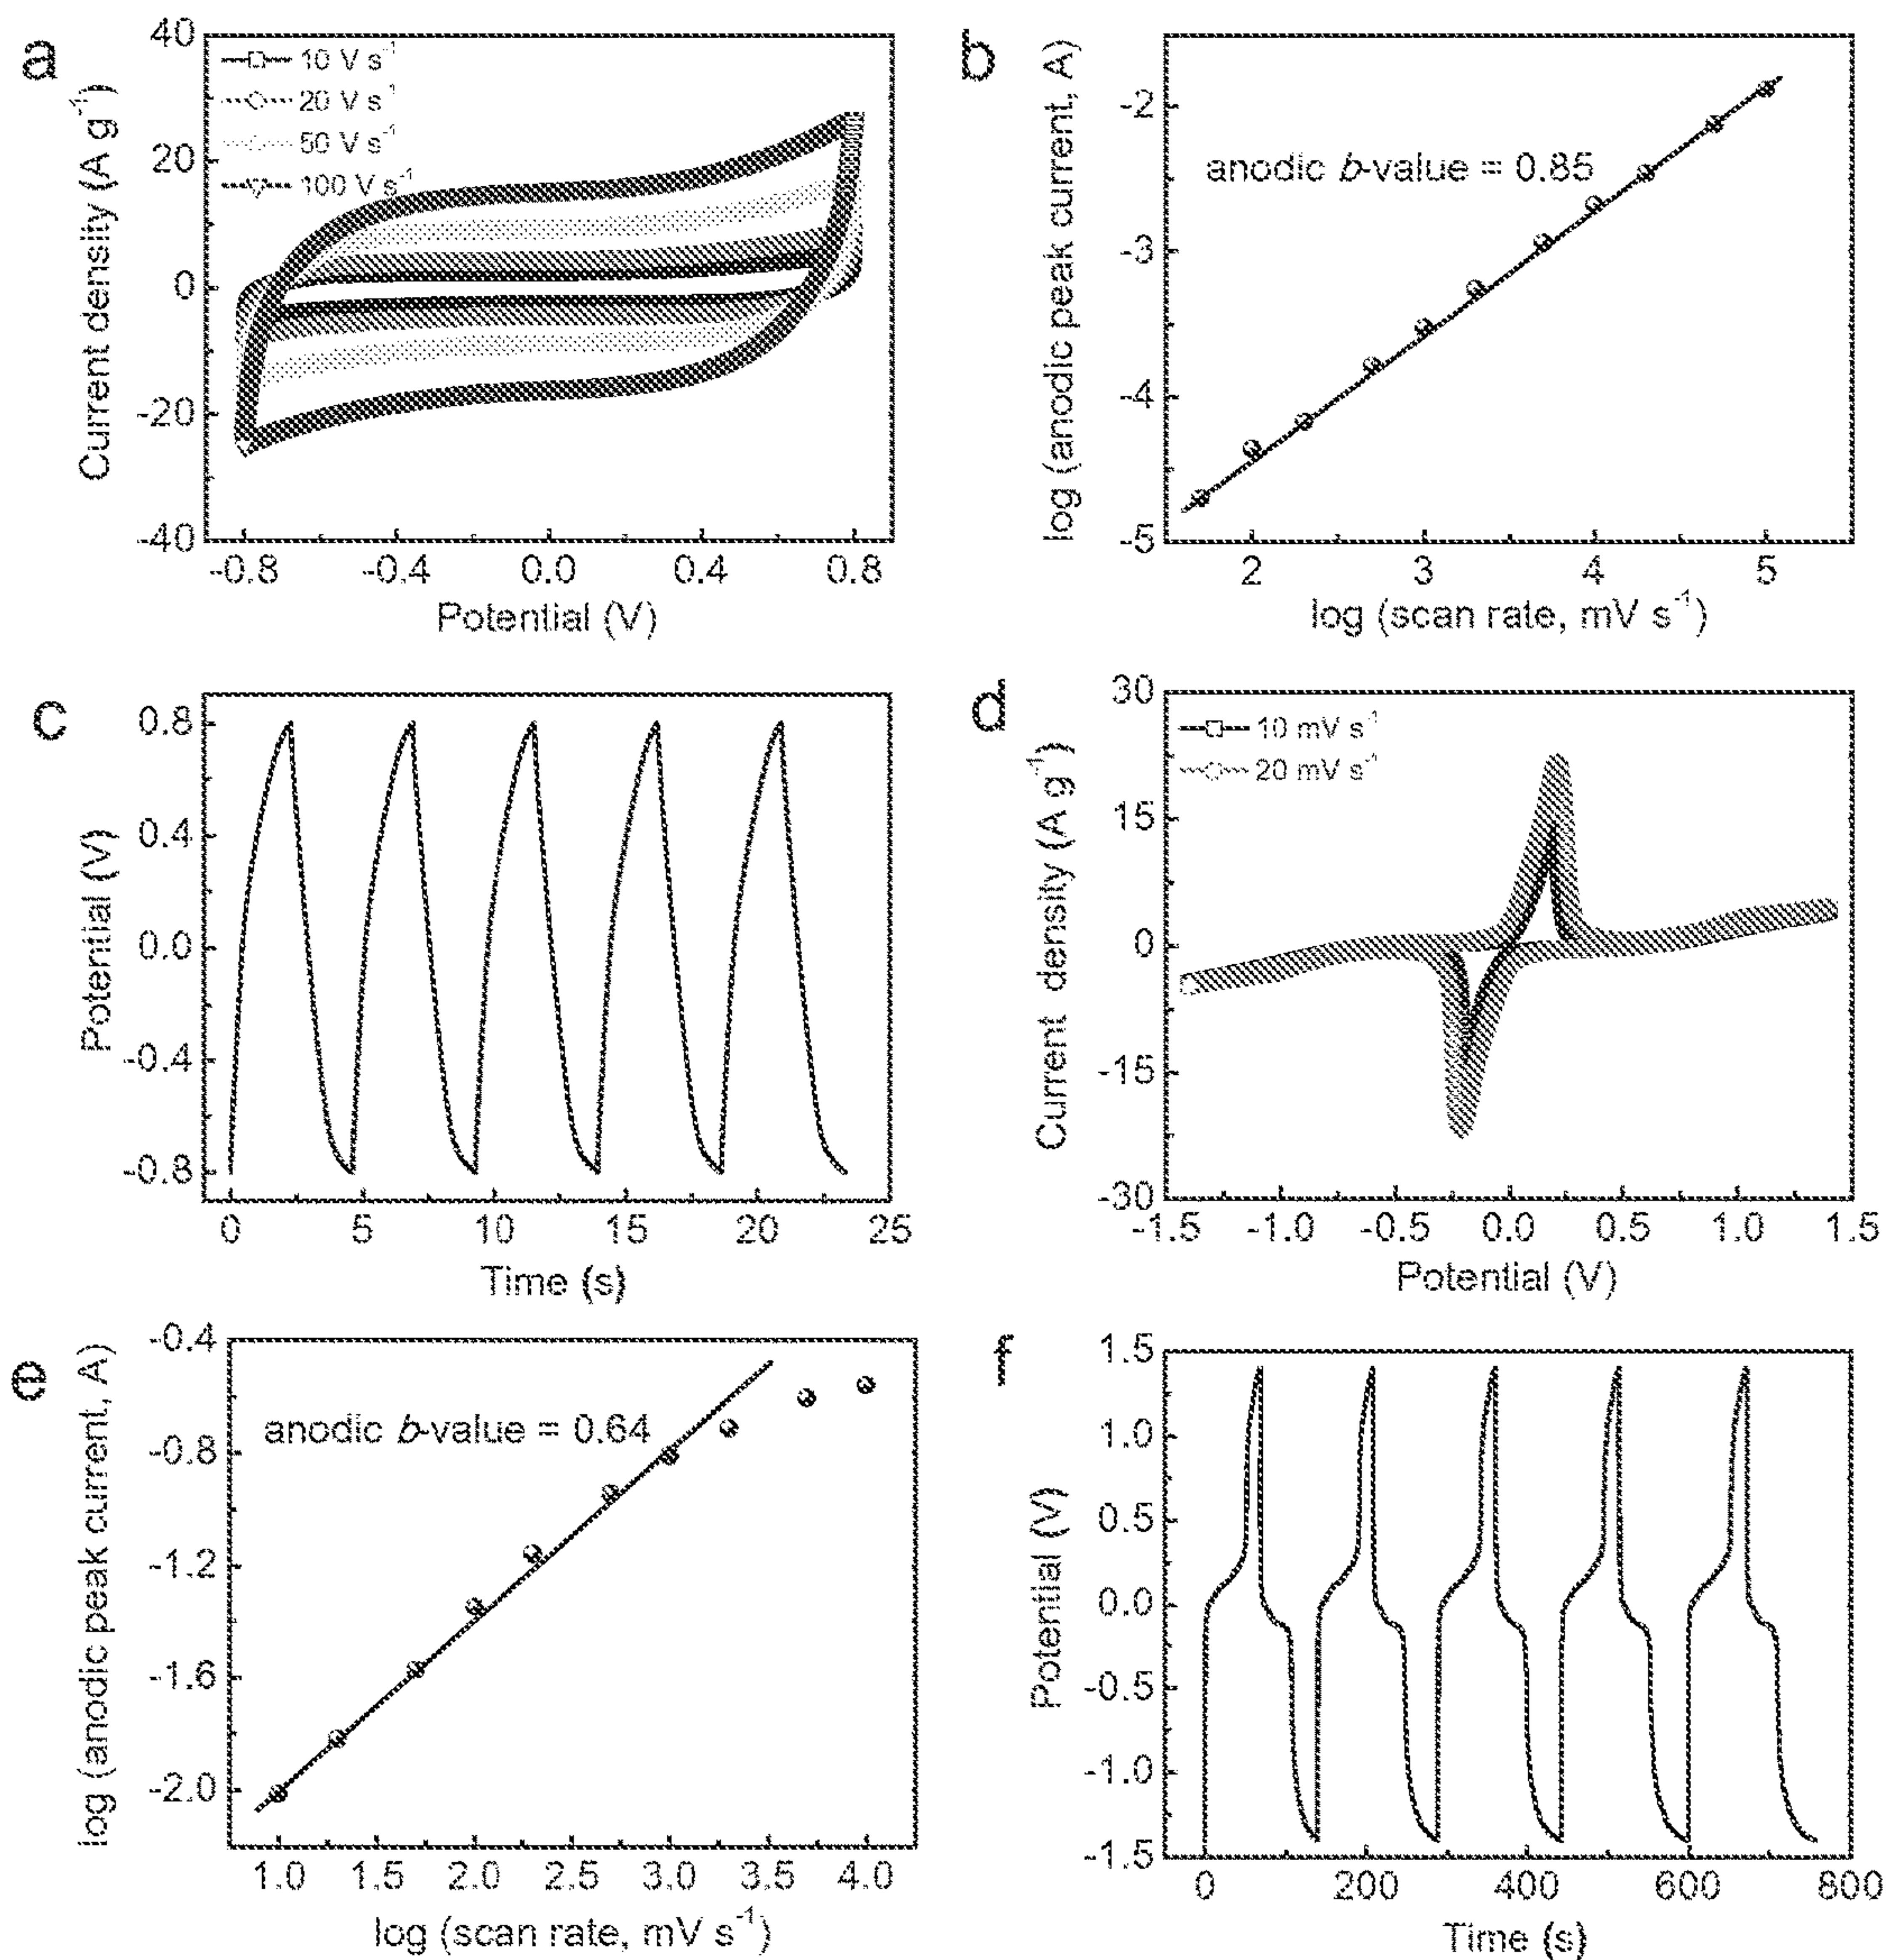 a
10 V s⁻¹
20 V s⁻¹
50 V s⁻¹
100 V s⁻¹
40
20
0
-20
-40
Current density (A g⁻¹)
-0.8 -0.4 0.0 0.4 0.8
Potential (V)
b
anodic b-value = 0.85
-2
-3
-4
-5
log (anodic peak current, A)
2 3 4 5
log (scan rate, mV s⁻¹)
c
0.8
0.4
0.0
-0.4
-0.8
Potential (V)
0 5 10 15 20 25
Time (s)
d
10 mV s⁻¹
20 mV s⁻¹
30
15
0
-15
-30
Current density (A g⁻¹)
-1.5 -1.0 -0.5 0.0 0.5 1.0 1.5
Potential (V)
e
anodic b-value = 0.64
-0.4
-0.8
-1.2
-1.6
-2.0
log (anodic peak current, A)
1.0 1.5 2.0 2.5 3.0 3.5 4.0
log (scan rate, mV s⁻¹)
f
1.5
1.0
0.5
0.0
-0.5
-1.0
-1.5
Potential (V)
0 200 400 600 800
Time (s)